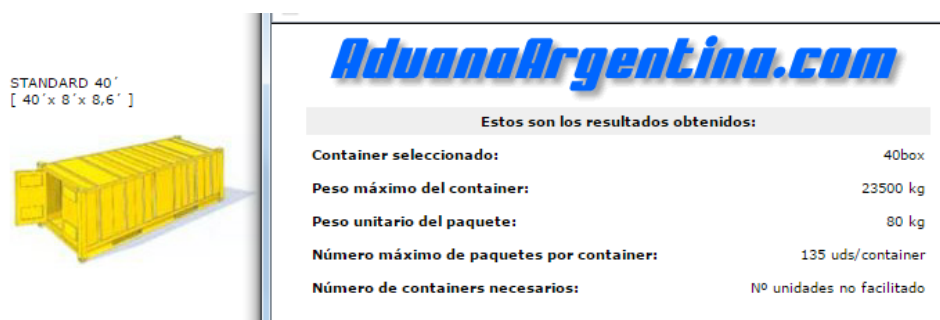 STANDARD 40´
[ 40´x 8´x 8,6´ ]
AduanaArgentina.com
Estos son los resultados obtenidos:
Container seleccionado: 40box
Peso máximo del container: 23500 kg
Peso unitario del paquete: 80 kg
Número máximo de paquetes por container: 135 uds/container
Número de containers necesarios: Nº unidades no facilitado